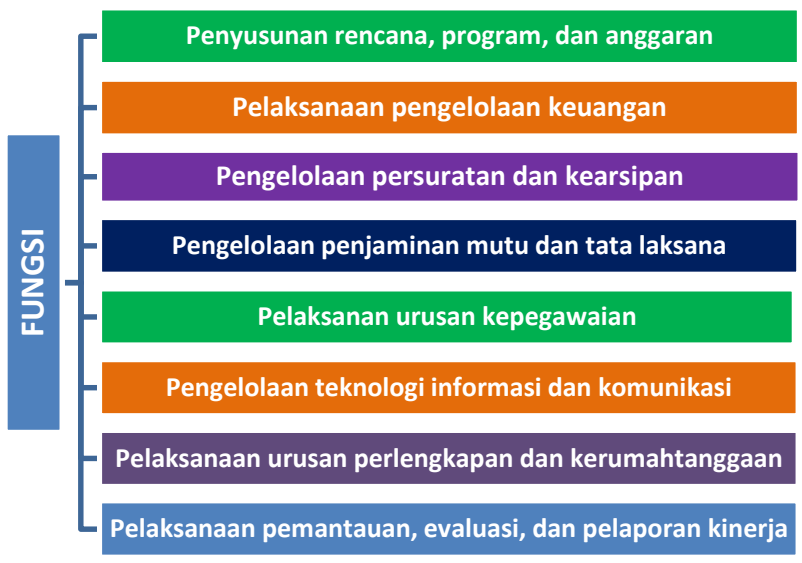 FUNGSI
Penyusunan rencana, program, dan anggaran
Pelaksanaan pengelolaan keuangan
Pengelolaan persuratan dan kearsipan
Pengelolaan penjaminan mutu dan tata laksana
Pelaksanan urusan kepegawaian
Pengelolaan teknologi informasi dan komunikasi
Pelaksanaan urusan perlengkapan dan kerumahtanggaan
Pelaksanaan pemantauan, evaluasi, dan pelaporan kinerja